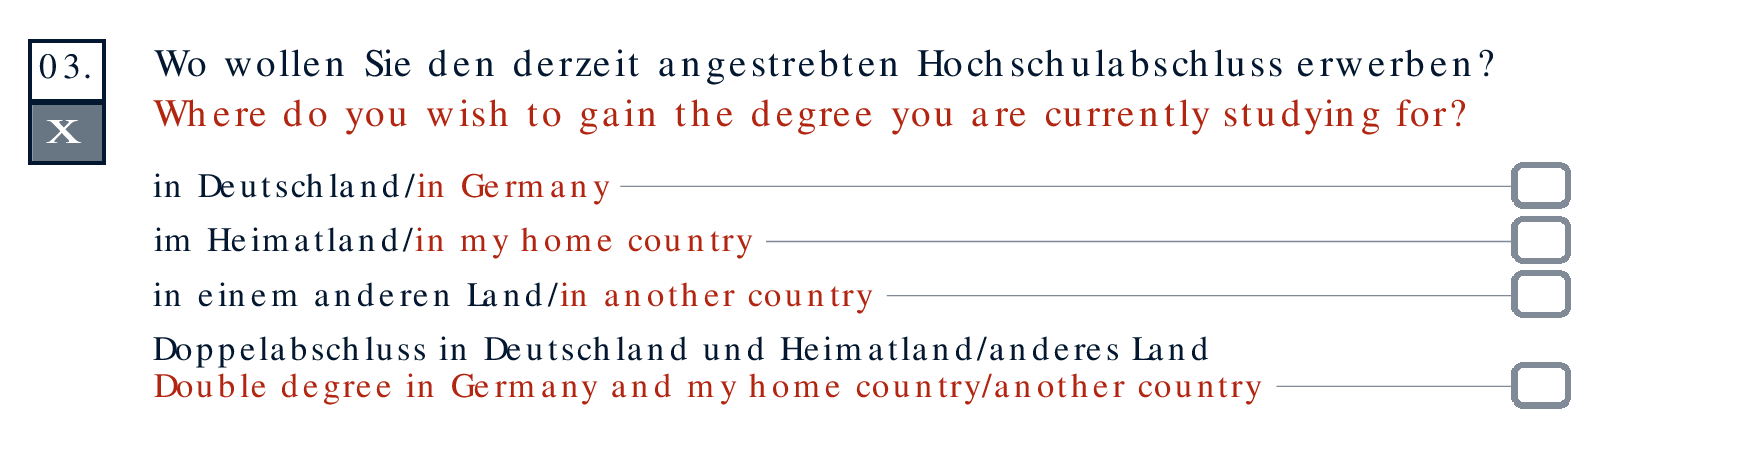 03.
Wo wollen Sie den derzeit angestrebten Hochschulabschluss erwerben?
X
Where do you wish to gain the degree you are currently studying for?
in Deutschland/in Germany
im Heimatland/in my home country
in einem anderen Land/in another country
Doppelabschluss in Deutschland und Heimatland/anderes Land
Double degree in Germany and my home country/another country